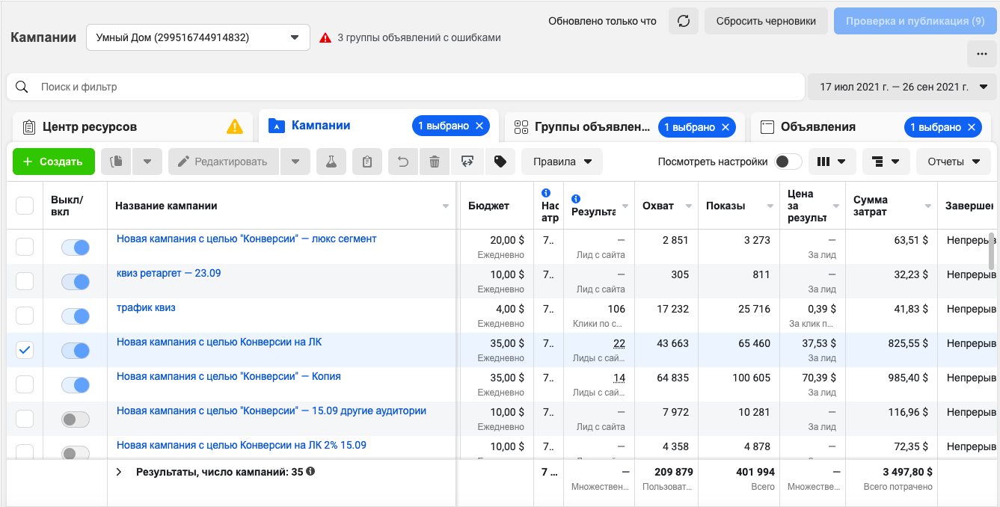 Обновлено только что
Сбросить черновики
Проверка и публикация (9)
Кампании
Умный Дом (299516744914832)
3 группы объявлений с ошибками
Поиск и фильтр
17 июл 2021 г. — 26 сен 2021 г.
Центр ресурсов
Кампании
1 выбрано
Группы объявлен...
1 выбрано
Объявления
1 выбрано
+ Создать
Редактировать
Правила
Посмотреть настройки
Отчеты
Выкл/
вкл
Название кампании
Бюджет
Нас
атр
Результа
Охват
Показы
Цена
за
результ
Сумма
затрат
Завершен
Новая кампания с целью "Конверсии" — люкс сегмент 20,00 $ 7.. — 2 851 3 273 — 63,51 $ Непрерыв
Ежедневно Лид с сайта За лид
квиз ретаргет — 23.09 10,00 $ 7.. — 305 811 — 32,23 $ Непрерыв
Ежедневно Лид с сайта За лид
трафик квиз 4,00 $ 7.. 106 17 232 25 716 0,39 $ 41,83 $ Непрерыв
Ежедневно Клики по с... За клик п...
Новая кампания с целью Конверсии на ЛК 35,00 $ 7.. 22 43 663 65 460 37,53 $ 825,55 $ Непрерыв
Ежедневно Лиды с сай... За лид
Новая кампания с целью "Конверсии" — Копия 35,00 $ 7.. 14 64 835 100 605 70,39 $ 985,40 $ Непрерыв
Ежедневно Лиды с сай... За лид
Новая кампания с целью "Конверсии" — 15.09 другие аудитории 10,00 $ 7.. — 7 972 10 281 — 116,96 $ Непрерыв
Ежедневно Лид с сайта За лид
Новая кампания с целью Конверсии на ЛК 2% 15.09 10,00 $ 7.. — 4 358 4 878 — 72,35 $ Непрерыв
Результаты, число кампаний: 35 7 ... — 209 879 401 994 — 3 497,80 $
Множествен... Пользоват... Всего Множестве... Всего потрачено